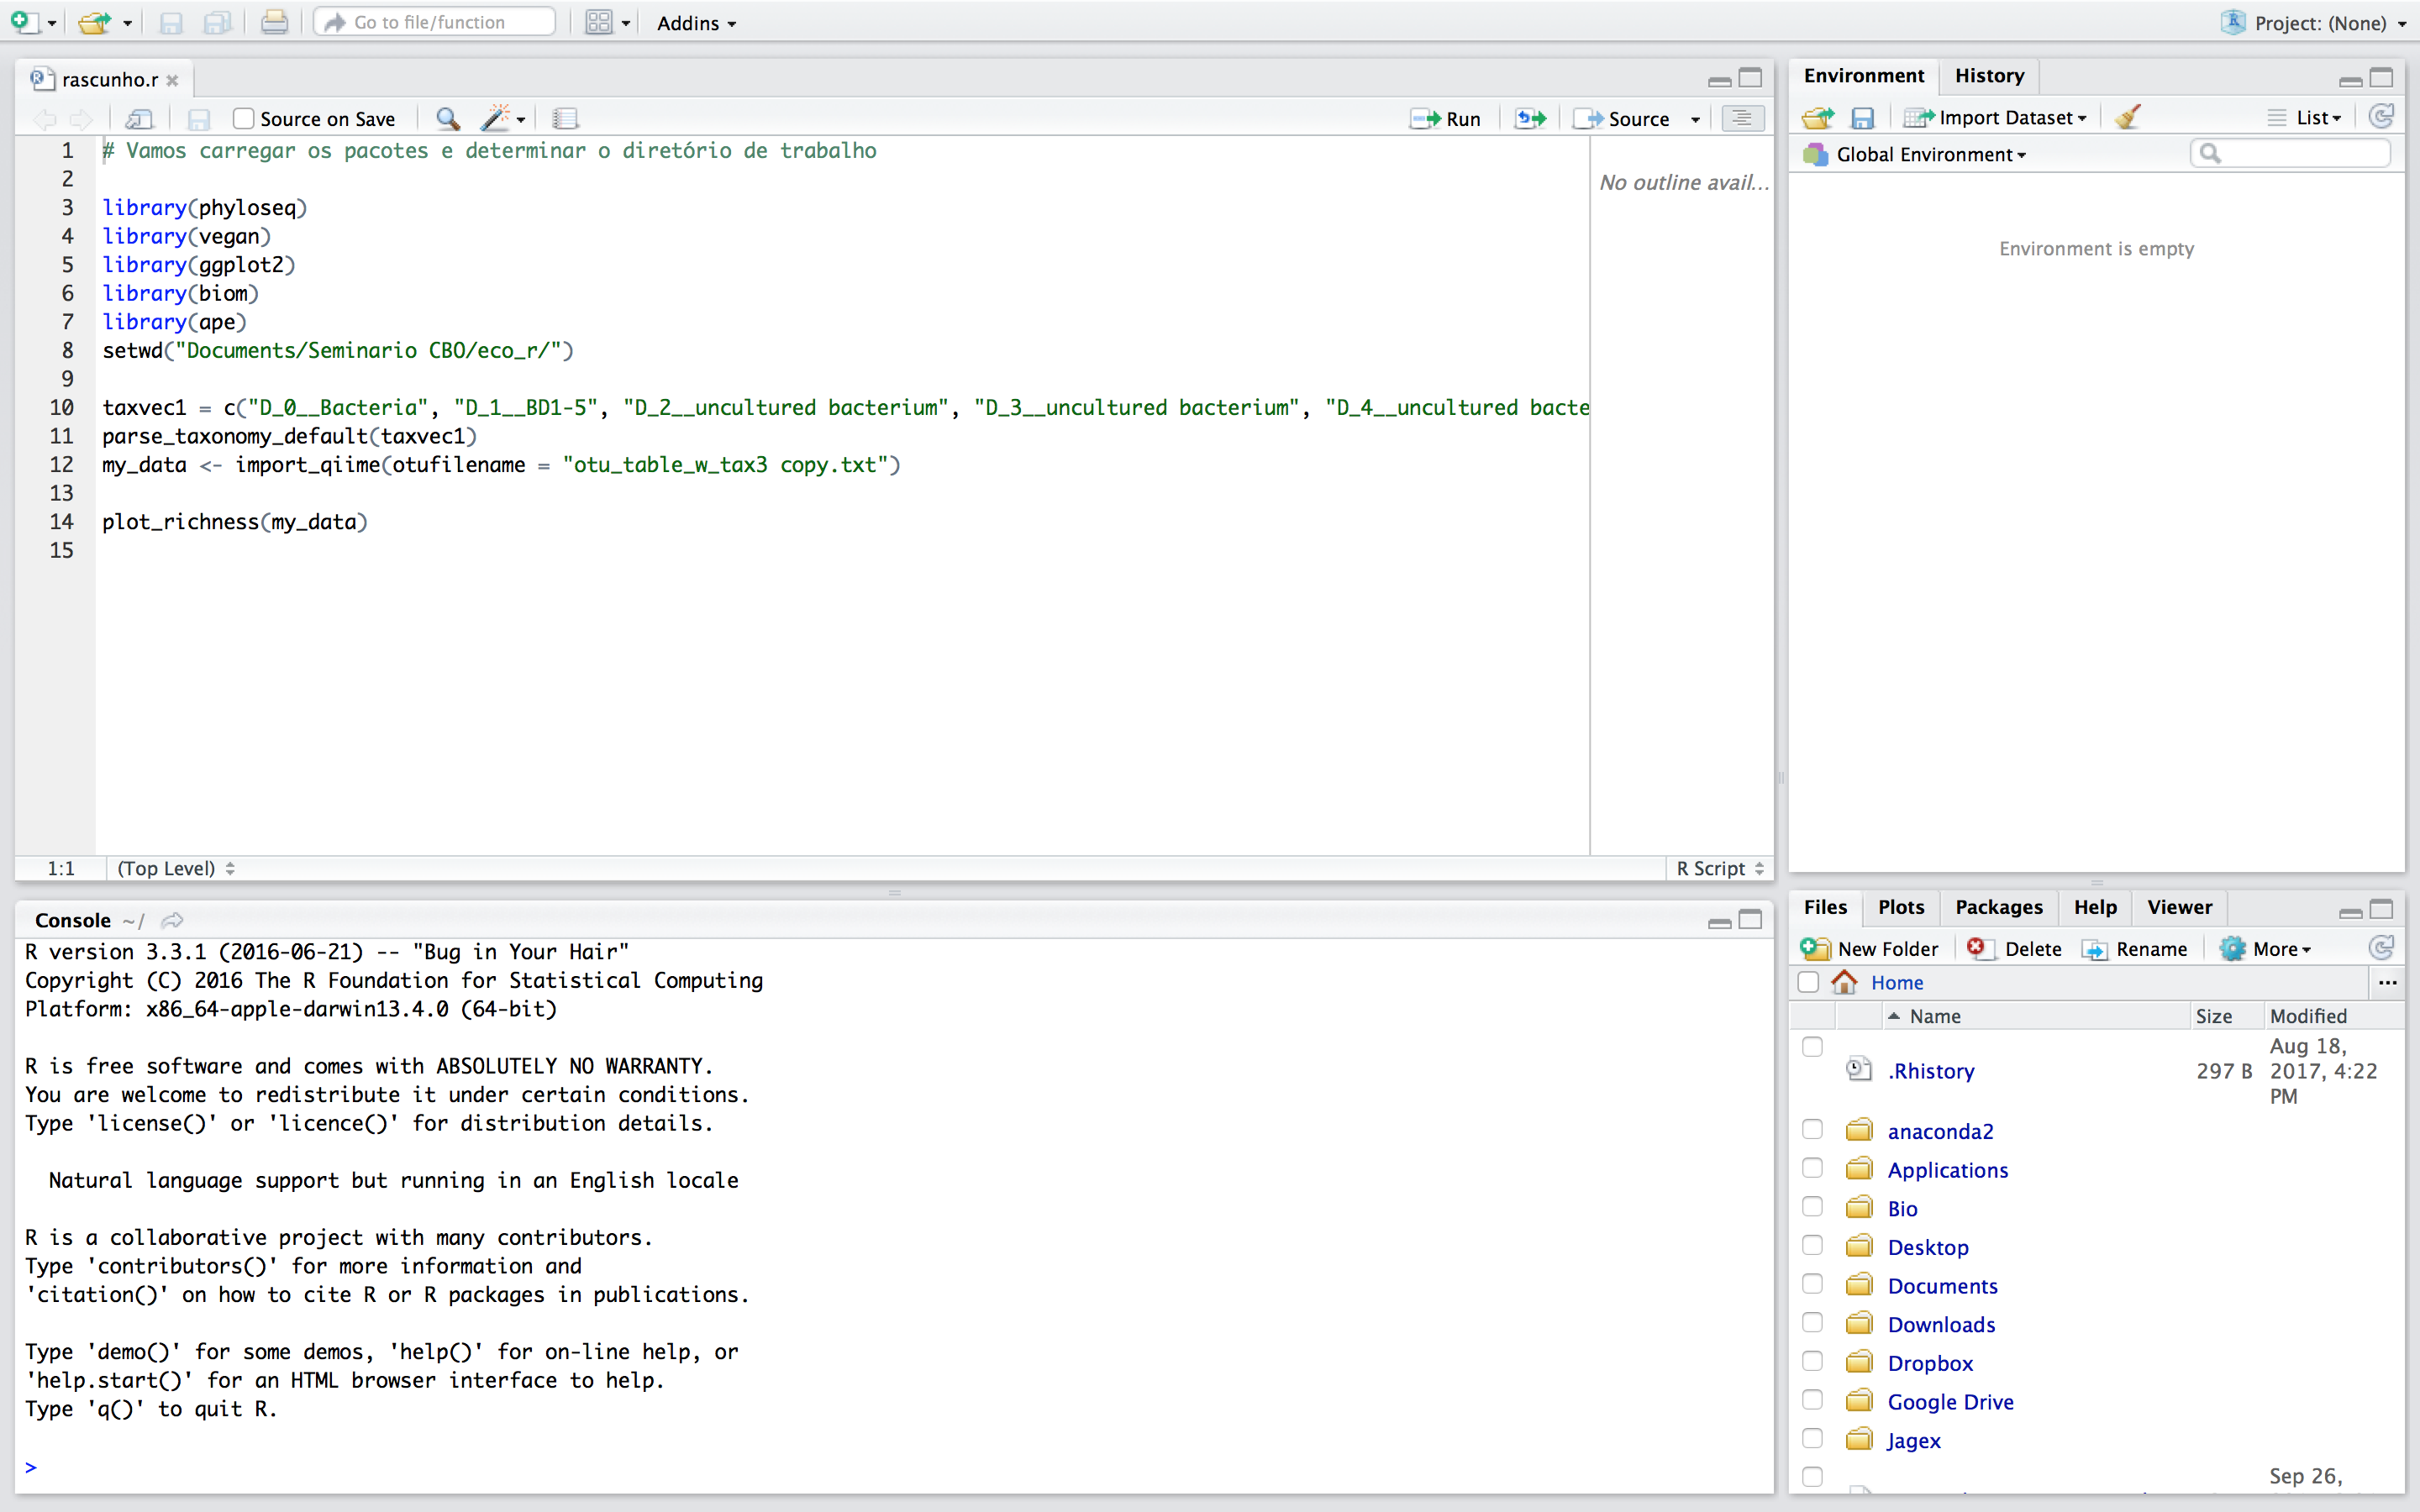 Go to file/function
Addins
Project: (None)
rascunho.r
Source on Save
Run
Source
1 # Vamos carregar os pacotes e determinar o diretório de trabalho
2
3 library(phyloseq)
4 library(vegan)
5 library(ggplot2)
6 library(biom)
7 library(ape)
8 setwd("Documents/Seminario CBO/eco_r/")
9
10 taxvec1 = c("D_0__Bacteria", "D_1__BD1-5", "D_2__uncultured bacterium", "D_3__uncultured bacterium", "D_4__uncultured bacte
11 parse_taxonomy_default(taxvec1)
12 my_data <- import_qiime(otufilename = "otu_table_w_tax3 copy.txt")
13
14 plot_richness(my_data)
15
No outline avail...
1:1 (Top Level) R Script
Console ~/
R version 3.3.1 (2016-06-21) -- "Bug in Your Hair"
Copyright (C) 2016 The R Foundation for Statistical Computing
Platform: x86_64-apple-darwin13.4.0 (64-bit)
R is free software and comes with ABSOLUTELY NO WARRANTY.
You are welcome to redistribute it under certain conditions.
Type 'license()' or 'licence()' for distribution details.
Natural language support but running in an English locale
R is a collaborative project with many contributors.
Type 'contributors()' for more information and
'citation()' on how to cite R or R packages in publications.
Type 'demo()' for some demos, 'help()' for on-line help, or
'help.start()' for an HTML browser interface to help.
Type 'q()' to quit R.
>
Environment History
Import Dataset List
Global Environment
Environment is empty
Files Plots Packages Help Viewer
New Folder Delete Rename More
Home ...
Name Size Modified
.Rhistory 297 B Aug 18, 2017, 4:22 PM
anaconda2
Applications
Bio
Desktop
Documents
Downloads
Dropbox
Google Drive
Jagex
Sep 26,